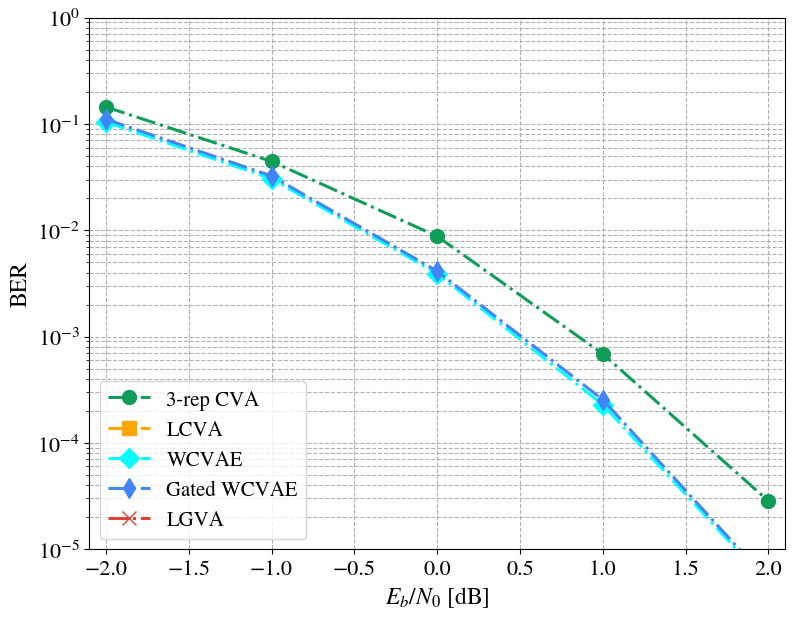 10⁰
10⁻¹
10⁻²
10⁻³
10⁻⁴
10⁻⁵
BER
3-rep CVA
LCVA
WCVAE
Gated WCVAE
LGVA
−2.0 −1.5 −1.0 −0.5 0.0 0.5 1.0 1.5 2.0
E_b/N_0 [dB]